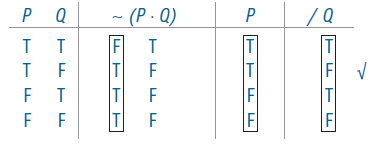 P Q ~ (P · Q) P / Q
T T F T T T
T F T F T F √
F T T F F T
F F T F F F